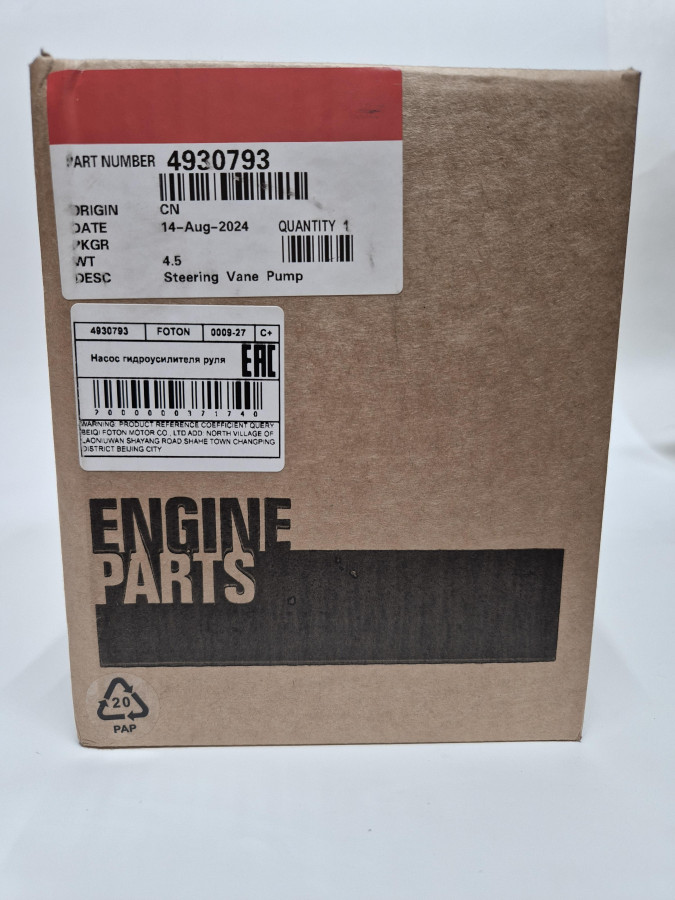 PART NUMBER 4930793
ORIGIN CN
DATE 14-Aug-2024 QUANTITY 1
PKGR
WT 4.5
DESC Steering Vane Pump
4930793 FOTON 0009-27 C+
Насос гидроусилителя руля EAC
2000000371740
WARNING: PRODUCT REFERENCE COEFFICIENT QUERY
BEIQI FOTON MOTOR CO., LTD ADD: NORTH VILLAGE OF
LAONIUWAN SHAYANG ROAD SHAHE TOWN CHANGPING
DISTRICT BEIJING CITY
ENGINE
PARTS
20
PAP